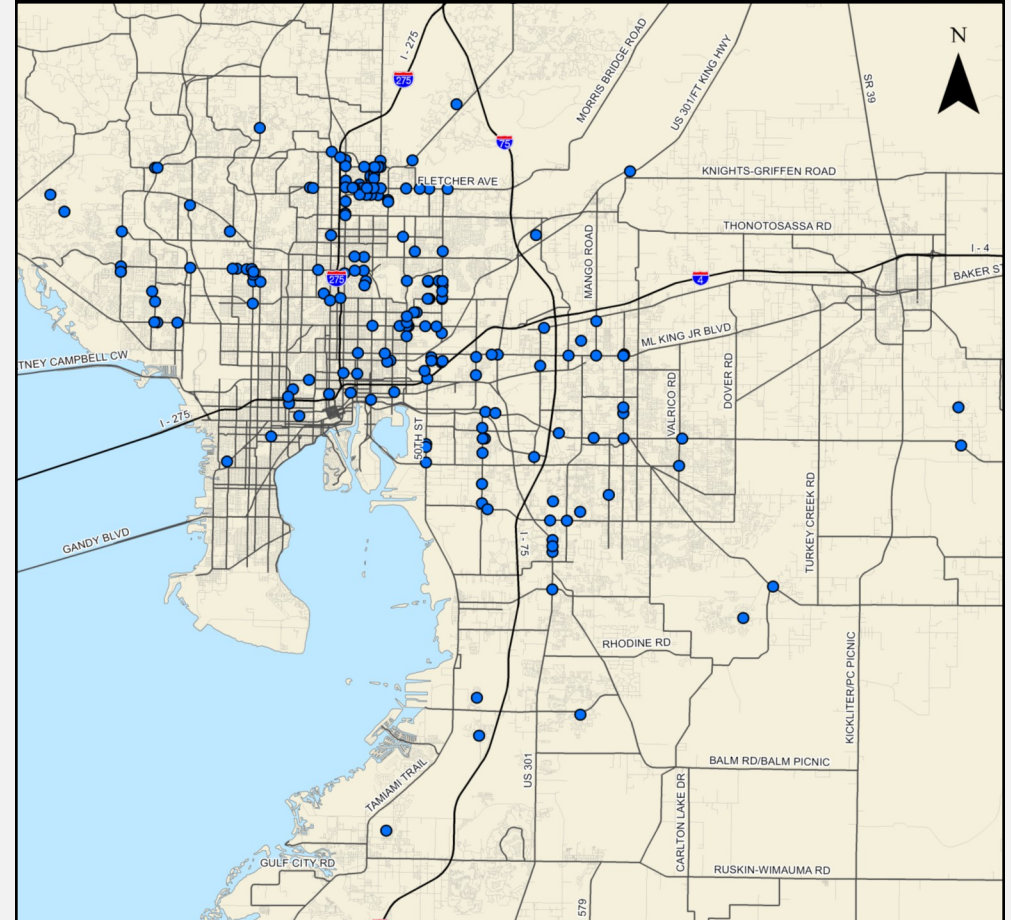 I - 275
275
MORRIS BRIDGE ROAD
US 301/FT KING HWY
SR 39
N
75
FLETCHER AVE
KNIGHTS-GRIFFEN ROAD
THONOTOSASSA RD
I - 4
MANGO ROAD
275
4
BAKER ST
ML KING JR BLVD
TNEY CAMPBELL CW
DOVER RD
VALRICO RD
I - 275
50TH ST
TURKEY CREEK RD
GANDY BLVD
I - 75
RHODINE RD
KICKLITER/PC PICNIC
US 301
BALM RD/BALM PICNIC
TAMIAMI TRAIL
CARLTON LAKE DR
GULF CITY RD
RUSKIN-WIMAUMA RD
579